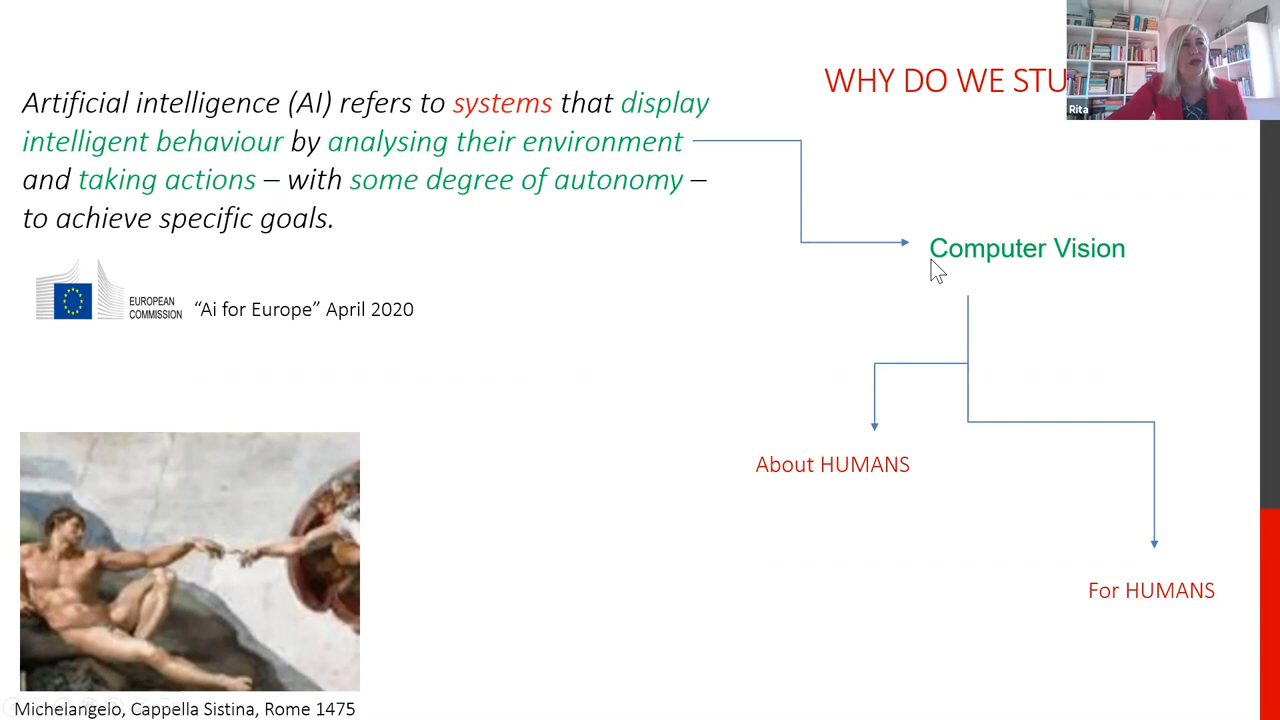 WHY DO WE STU
Rita
Artificial intelligence (AI) refers to systems that display
intelligent behaviour by analysing their environment
and taking actions – with some degree of autonomy –
to achieve specific goals.
Computer Vision
EUROPEAN
COMMISSION
“Ai for Europe” April 2020
About HUMANS
For HUMANS
Michelangelo, Cappella Sistina, Rome 1475